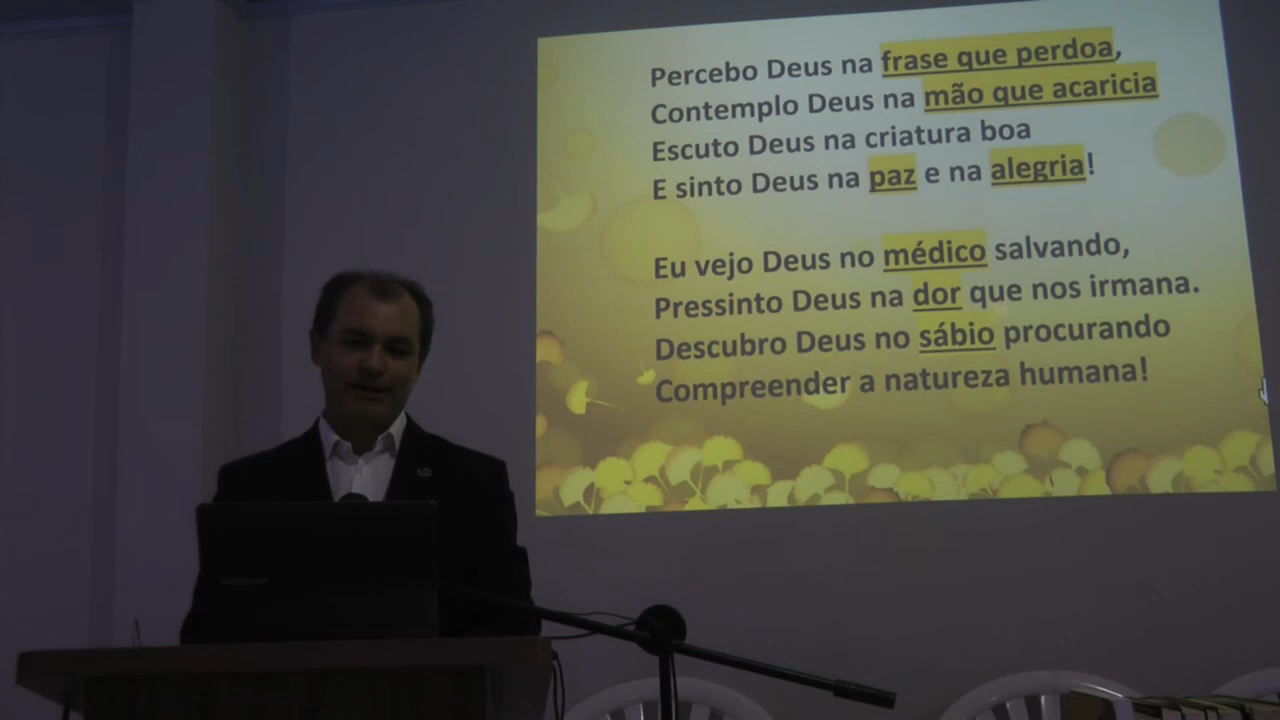 Percebo Deus na frase que perdoa,
Contemplo Deus na mão que acaricia
Escuto Deus na criatura boa
E sinto Deus na paz e na alegria!
Eu vejo Deus no médico salvando,
Pressinto Deus na dor que nos irmana.
Descubro Deus no sábio procurando
Compreender a natureza humana!